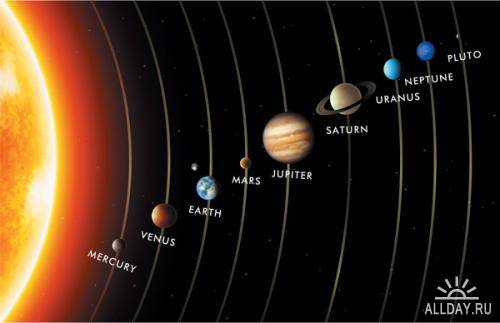 MERCURY
VENUS
EARTH
MARS
JUPITER
SATURN
URANUS
NEPTUNE
PLUTO
ALLDAY.RU